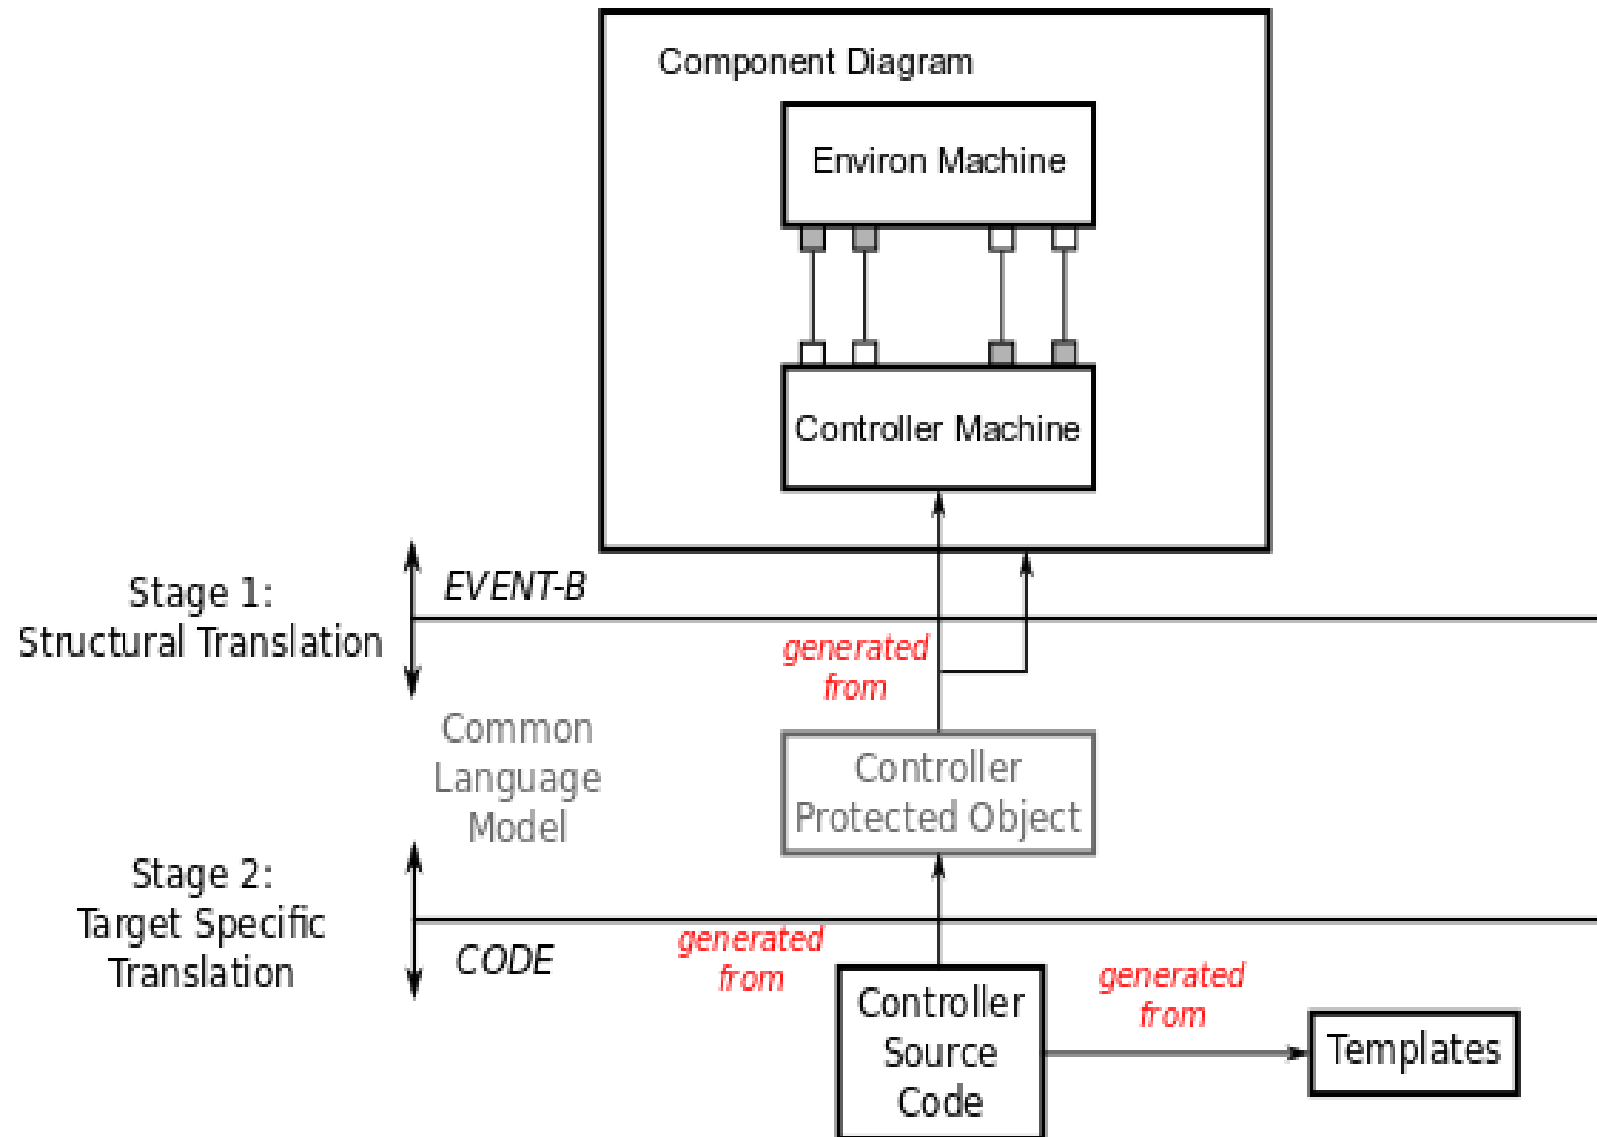 Component Diagram
Environ Machine
Controller Machine
Stage 1:
Structural Translation
EVENT-B
generated
from
Common
Language
Model
Controller
Protected Object
Stage 2:
Target Specific
Translation
CODE
generated
from
Controller
Source
Code
generated
from
Templates